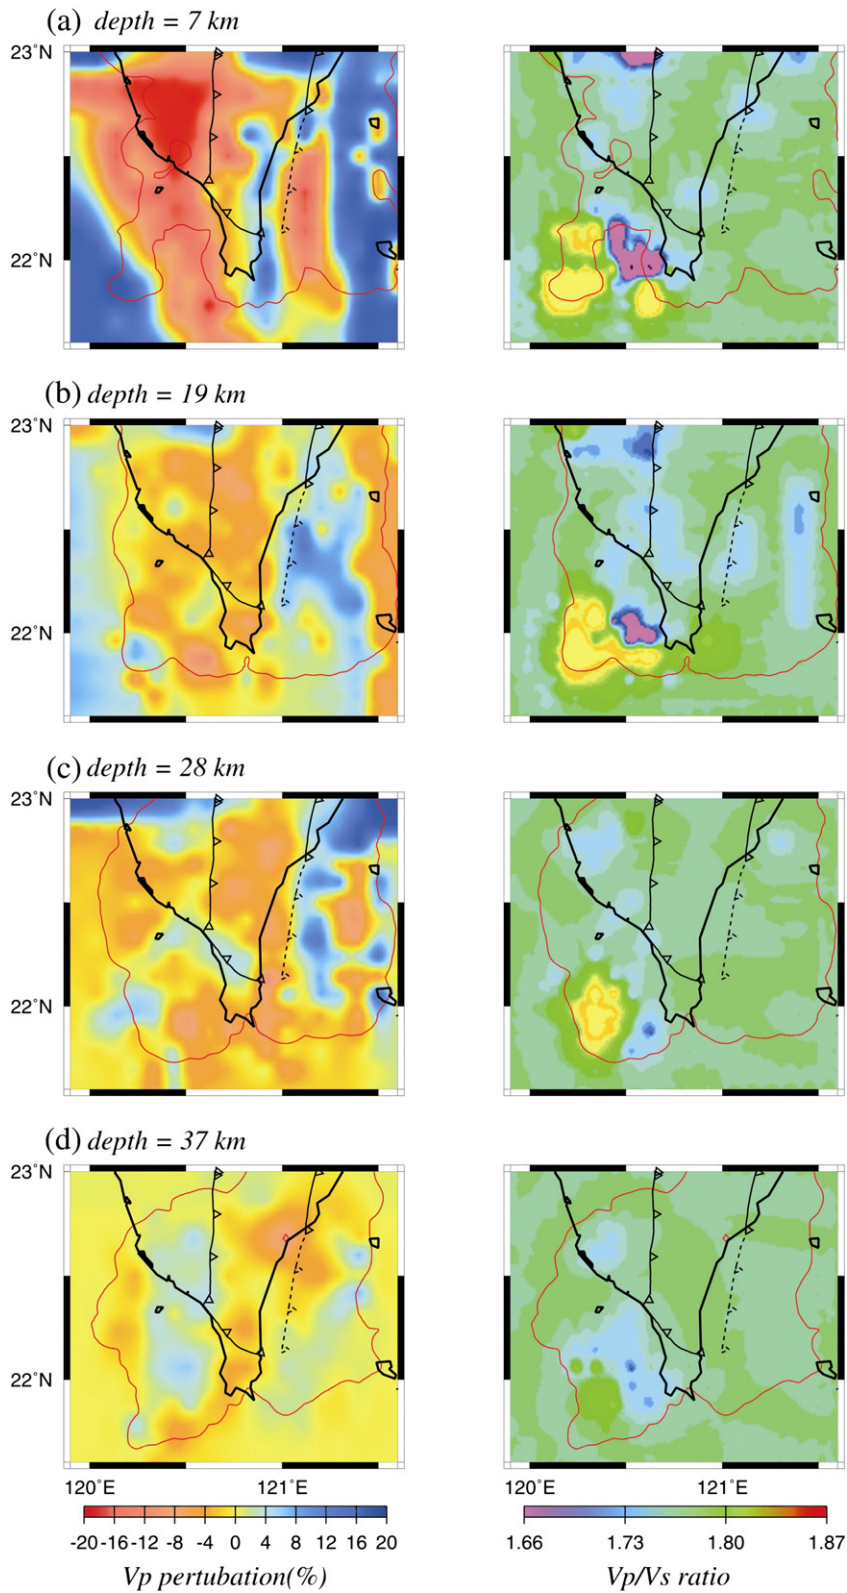 (a) depth = 7 km
23°N
22°N
(b) depth = 19 km
23°N
22°N
(c) depth = 28 km
23°N
22°N
(d) depth = 37 km
23°N
22°N
120°E 121°E 120°E 121°E
-20 -16 -12 -8 -4 0 4 8 12 16 20
1.66 1.73 1.80 1.87
Vp pertubation(%) Vp/Vs ratio